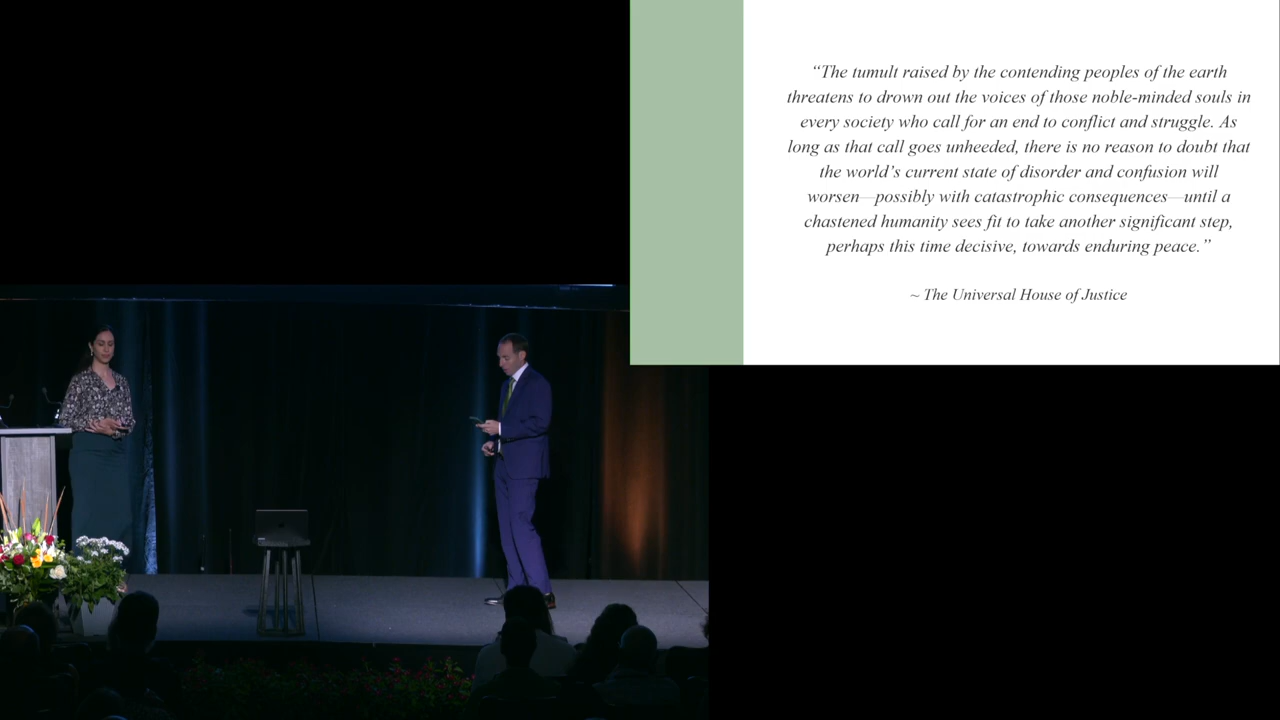 “The tumult raised by the contending peoples of the earth
threatens to drown out the voices of those noble-minded souls in
every society who call for an end to conflict and struggle. As
long as that call goes unheeded, there is no reason to doubt that
the world’s current state of disorder and confusion will
worsen—possibly with catastrophic consequences—until a
chastened humanity sees fit to take another significant step,
perhaps this time decisive, towards enduring peace.”
~ The Universal House of Justice